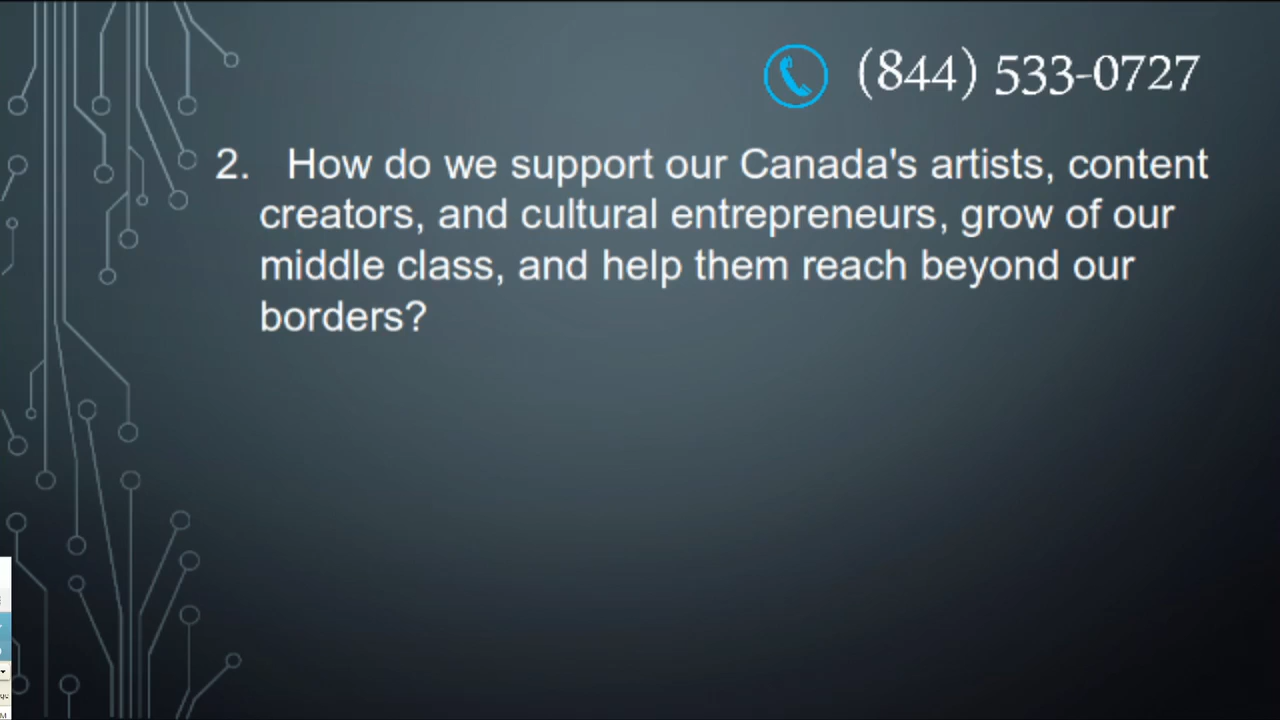 (844) 533-0727
2. How do we support our Canada's artists, content
creators, and cultural entrepreneurs, grow of our
middle class, and help them reach beyond our
borders?